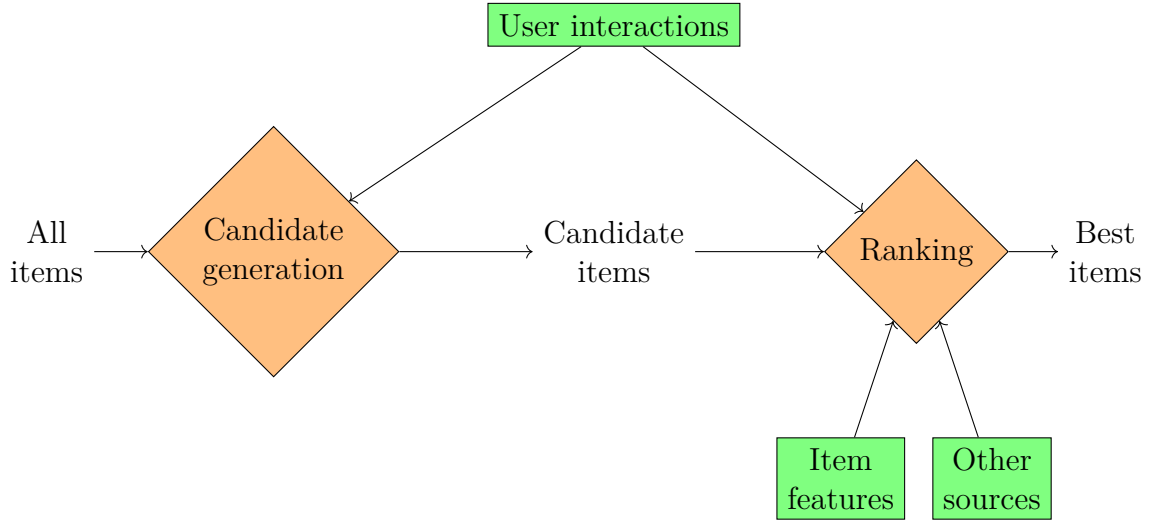 User interactions
All
items
Candidate
generation
Candidate
items
Ranking
Best
items
Item
features
Other
sources